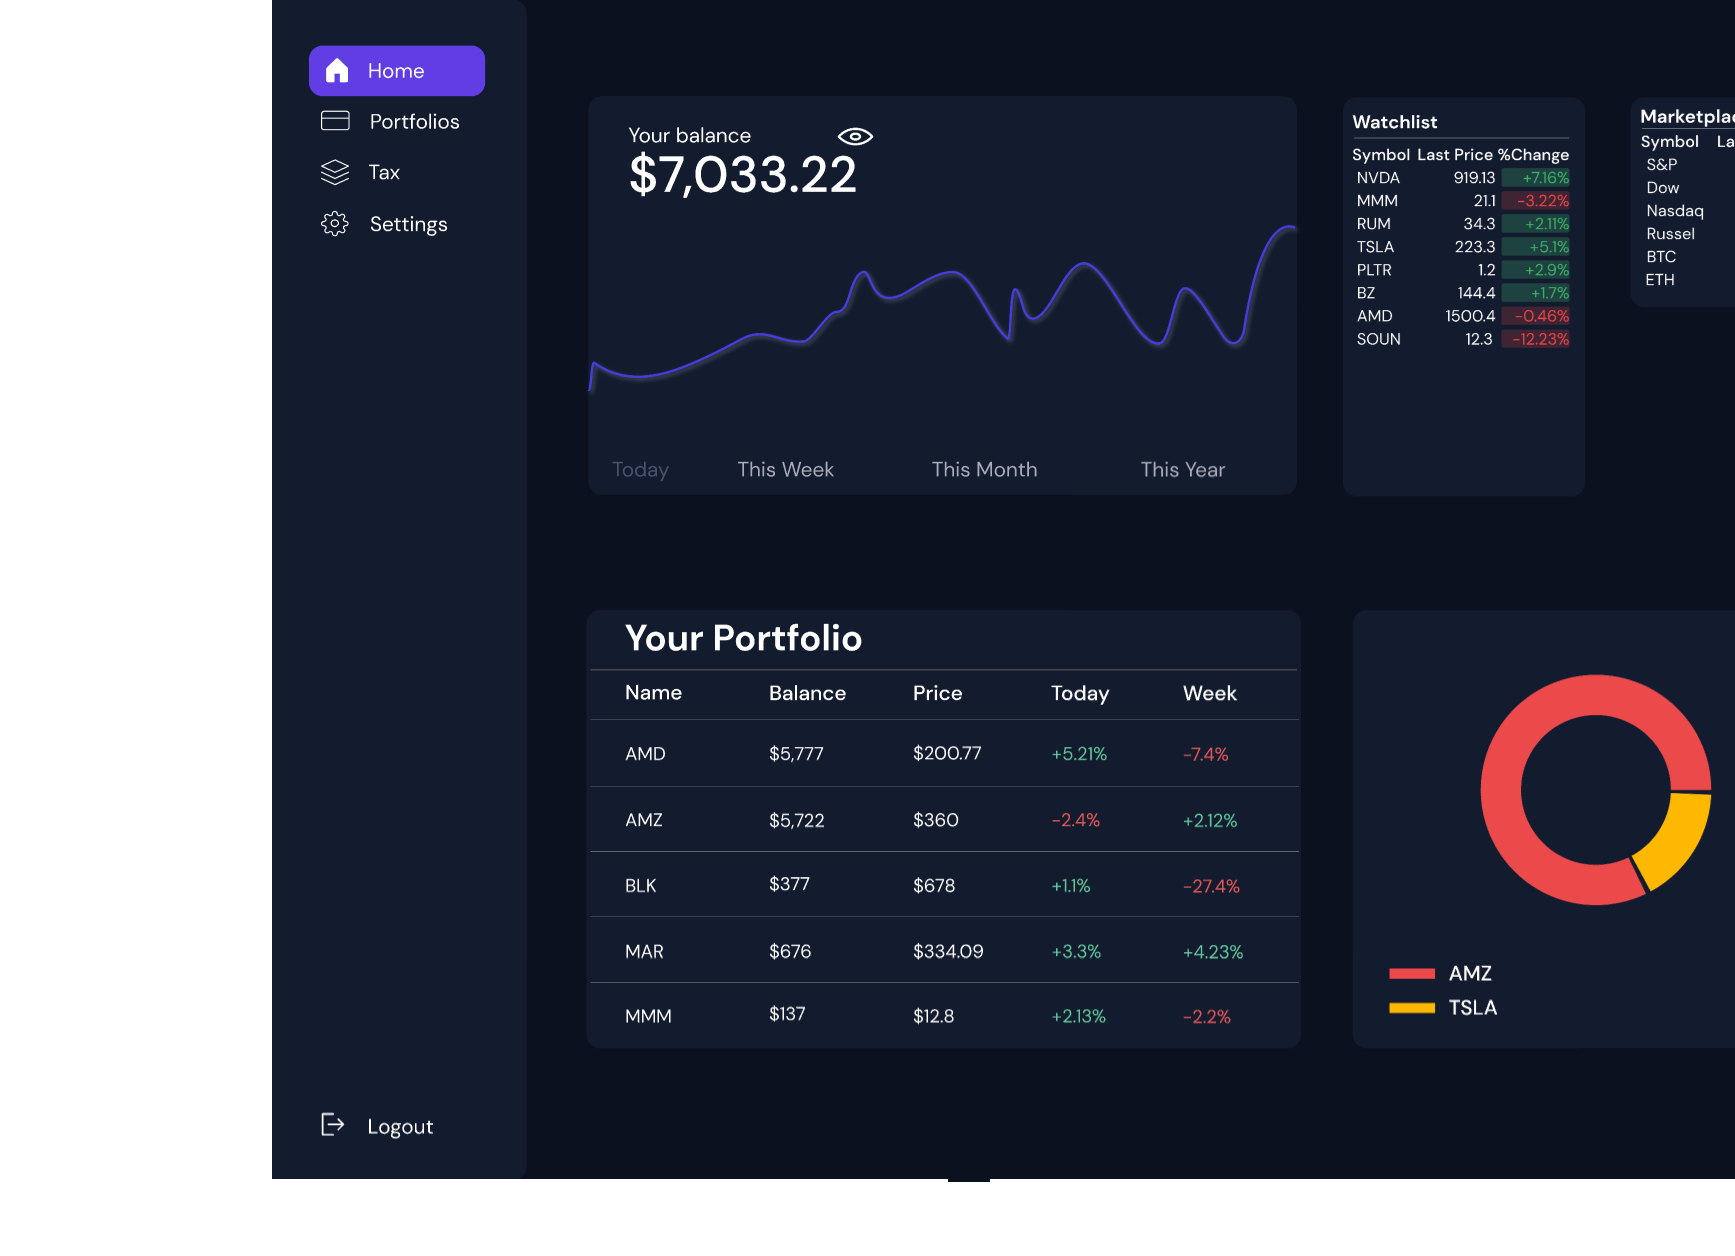 Home
Portfolios
Tax
Settings
Logout
Your balance
$7,033.22
Today This Week This Month This Year
Watchlist
Symbol Last Price %Change
NVDA 919.13 +7.16%
MMM 21.1 -3.22%
RUM 34.3 +2.11%
TSLA 223.3 +5.1%
PLTR 1.2 +2.9%
BZ 144.4 +1.7%
AMD 1500.4 -0.46%
SOUN 12.3 -12.23%
Marketplac
Symbol La
S&P
Dow
Nasdaq
Russel
BTC
ETH
Your Portfolio
Name Balance Price Today Week
AMD $5,777 $200.77 +5.21% -7.4%
AMZ $5,722 $360 -2.4% +2.12%
BLK $377 $678 +1.1% -27.4%
MAR $676 $334.09 +3.3% +4.23%
MMM $137 $12.8 +2.13% -2.2%
AMZ
TSLA